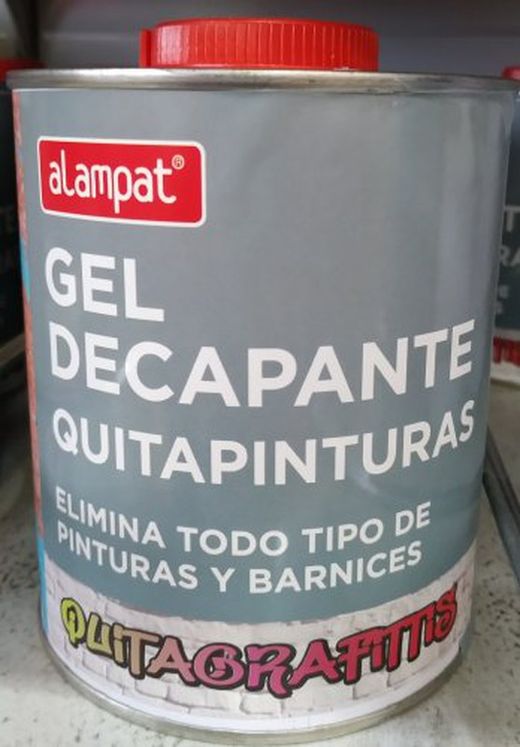 alampat®
GEL
DECAPANTE
QUITAPINTURAS
ELIMINA TODO TIPO DE
PINTURAS Y BARNICES
QUITAGRAFITTIS